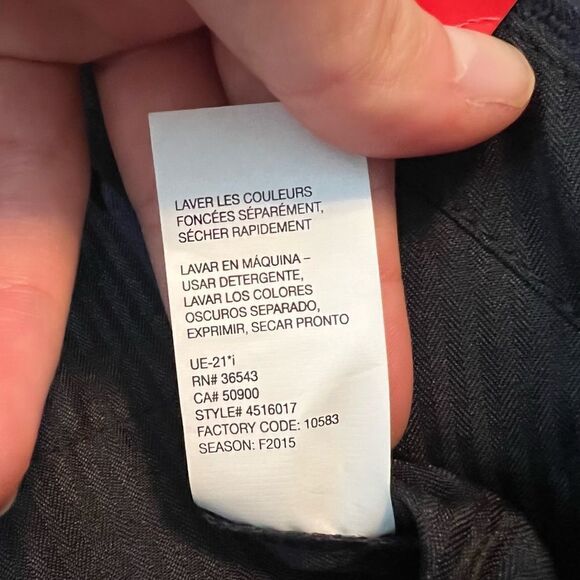 LAVER LES COULEURS
FONCÉES SÉPARÉMENT,
SÉCHER RAPIDEMENT
LAVAR EN MÁQUINA –
USAR DETERGENTE,
LAVAR LOS COLORES
OSCUROS SEPARADO,
EXPRIMIR, SECAR PRONTO
UE-21*i
RN# 36543
CA# 50900
STYLE# 4516017
FACTORY CODE: 10583
SEASON: F2015